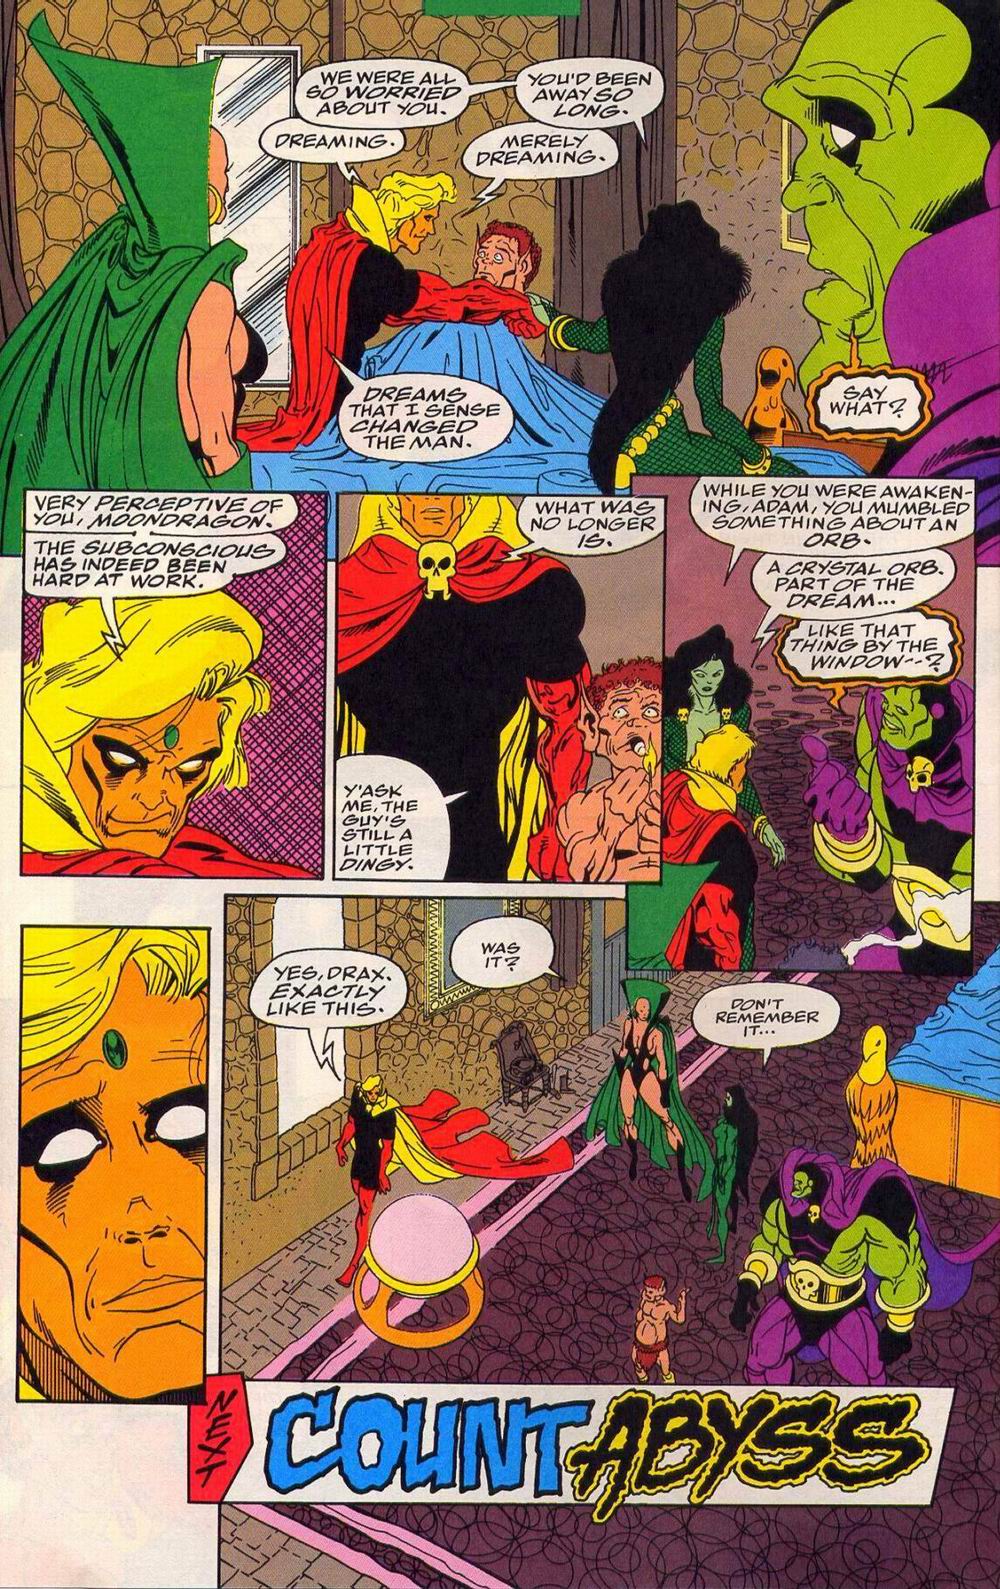 WE WERE ALL
SO WORRIED
ABOUT YOU.
YOU'D BEEN
AWAY SO
LONG.
DREAMING.
MERELY
DREAMING.
DREAMS
THAT I SENSE
CHANGED
THE MAN.
SAY
WHAT?
VERY PERCEPTIVE OF
YOU, MOONDRAGON.
THE SUBCONSCIOUS
HAS INDEED BEEN
HARD AT WORK.
WHAT WAS
NO LONGER
IS.
Y'ASK
ME, THE
GUY'S
STILL A
LITTLE
DINGY.
WHILE YOU WERE AWAKEN-
ING, ADAM, YOU MUMBLED
SOMETHING ABOUT AN
ORB.
A CRYSTAL ORB.
PART OF THE
DREAM...
LIKE THAT
THING BY THE
WINDOW--?
YES, DRAX.
EXACTLY
LIKE THIS.
WAS
IT?
DON'T
REMEMBER
IT...
NEXT
COUNT ABYSS